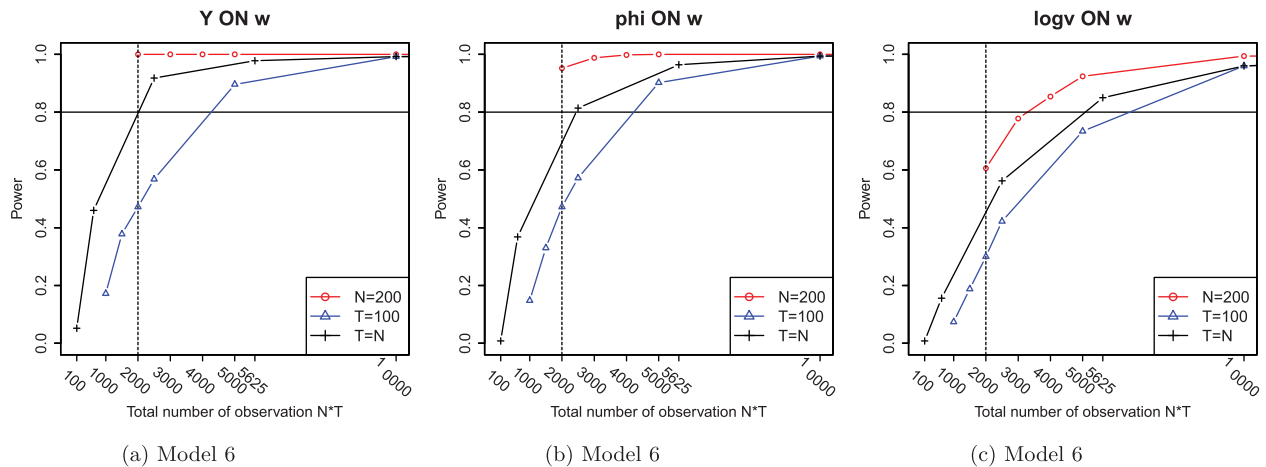 Y ON w
Power
0.0
0.2
0.4
0.6
0.8
1.0
N=200
T=100
T=N
100
1000
2000
3000
4000
5000
5625
1
0000
Total number of observation N*T
(a) Model 6
phi ON w
Power
0.0
0.2
0.4
0.6
0.8
1.0
N=200
T=100
T=N
100
1000
2000
3000
4000
5000
5625
1
0000
Total number of observation N*T
(b) Model 6
logv ON w
Power
0.0
0.2
0.4
0.6
0.8
1.0
N=200
T=100
T=N
100
1000
2000
3000
4000
5000
5625
1
0000
Total number of observation N*T
(c) Model 6